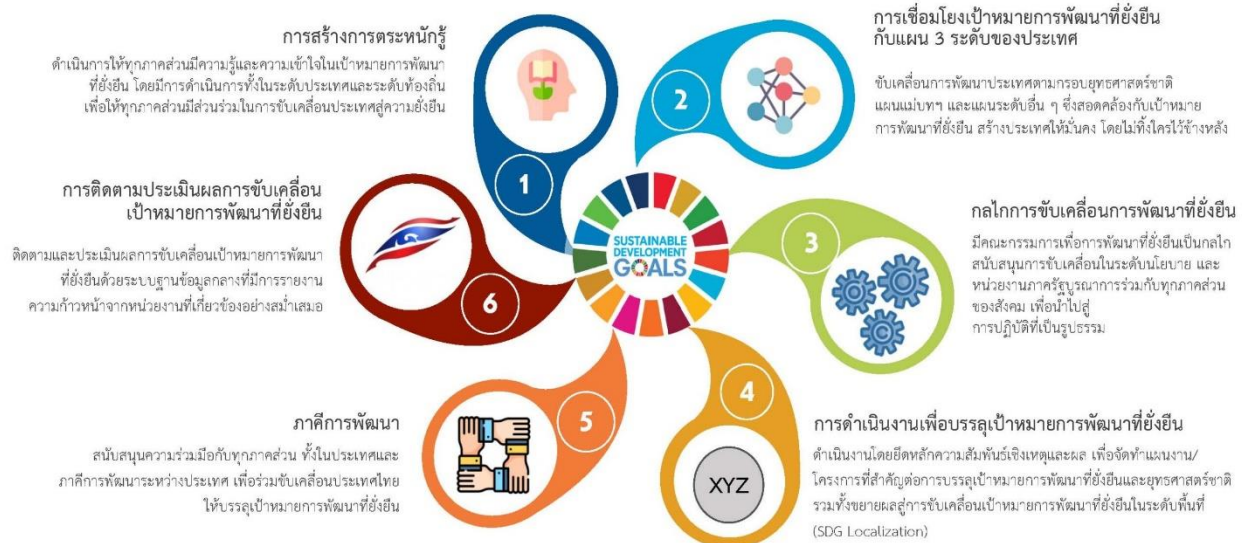 การสร้างการตระหนักรู้
ดำเนินการให้ทุกภาคส่วนมีความรู้และความเข้าใจในเป้าหมายการพัฒนา
ที่ยั่งยืน โดยมีการดำเนินการทั้งในระดับประเทศและระดับท้องถิ่น
เพื่อให้ทุกภาคส่วนมีส่วนร่วมในการขับเคลื่อนประเทศสู่ความยั่งยืน
1
การเชื่อมโยงเป้าหมายการพัฒนาที่ยั่งยืน
กับแผน 3 ระดับของประเทศ
ขับเคลื่อนการพัฒนาประเทศตามกรอบยุทธศาสตร์ชาติ
แผนแม่บทฯ และแผนระดับอื่น ๆ ซึ่งสอดคล้องกับเป้าหมาย
การพัฒนาที่ยั่งยืน สร้างประเทศให้มั่นคง โดยไม่ทิ้งใครไว้ข้างหลัง
2
กลไกการขับเคลื่อนการพัฒนาที่ยั่งยืน
มีคณะกรรมการเพื่อการพัฒนาที่ยั่งยืนเป็นกลไก
สนับสนุนการขับเคลื่อนในระดับนโยบาย และ
หน่วยงานภาครัฐบูรณาการร่วมกับทุกภาคส่วน
ของสังคม เพื่อนำไปสู่
การปฏิบัติที่เป็นรูปธรรม
3
การดำเนินงานเพื่อบรรลุเป้าหมายการพัฒนาที่ยั่งยืน
ดำเนินงานโดยยึดหลักความสัมพันธ์เชิงเหตุและผล เพื่อจัดทำแผนงาน/
โครงการที่สำคัญต่อการบรรลุเป้าหมายการพัฒนาที่ยั่งยืนและยุทธศาสตร์ชาติ
รวมทั้งขยายผลสู่การขับเคลื่อนเป้าหมายการพัฒนาที่ยั่งยืนในระดับพื้นที่
(SDG Localization)
4
XYZ
ภาคีการพัฒนา
สนับสนุนความร่วมมือกับทุกภาคส่วน ทั้งในประเทศและ
ภาคีการพัฒนาระหว่างประเทศ เพื่อร่วมขับเคลื่อนประเทศไทย
ให้บรรลุเป้าหมายการพัฒนาที่ยั่งยืน
5
การติดตามประเมินผลการขับเคลื่อน
เป้าหมายการพัฒนาที่ยั่งยืน
ติดตามและประเมินผลการขับเคลื่อนเป้าหมายการพัฒนา
ที่ยั่งยืนด้วยระบบฐานข้อมูลกลางที่มีการรายงาน
ความก้าวหน้าจากหน่วยงานที่เกี่ยวข้องอย่างสม่ำเสมอ
6
SUSTAINABLE
DEVELOPMENT
GOALS